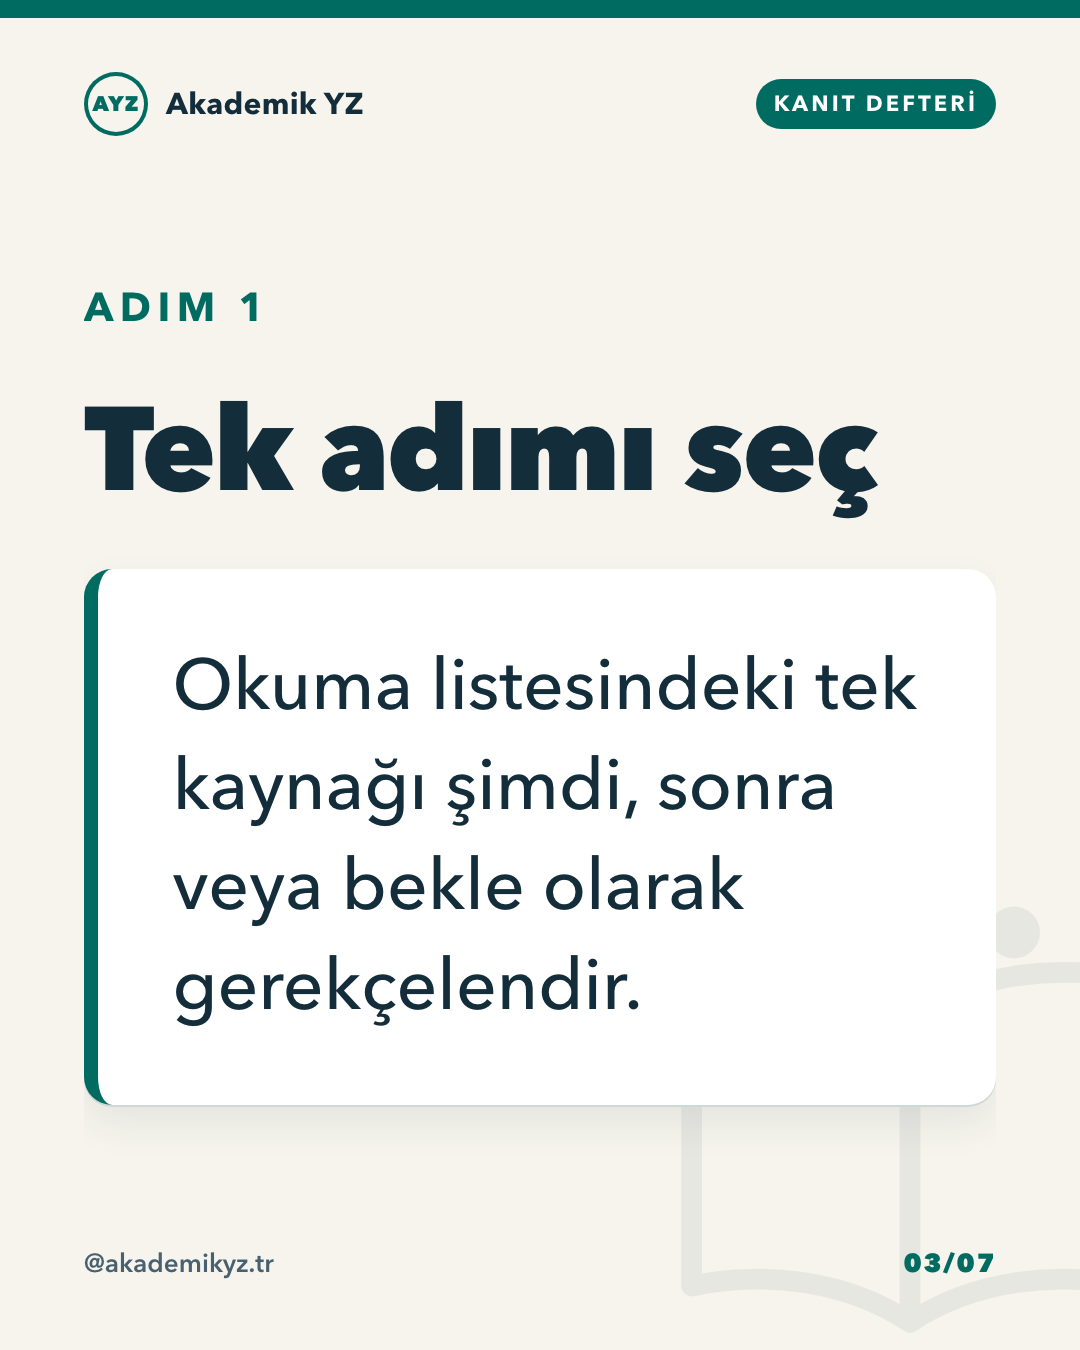 AYZ Akademik YZ
KANIT DEFTERİ
ADIM 1
Tek adımı seç
Okuma listesindeki tek
kaynağı şimdi, sonra
veya bekle olarak
gerekçelendir.
@akademikyz.tr
03/07